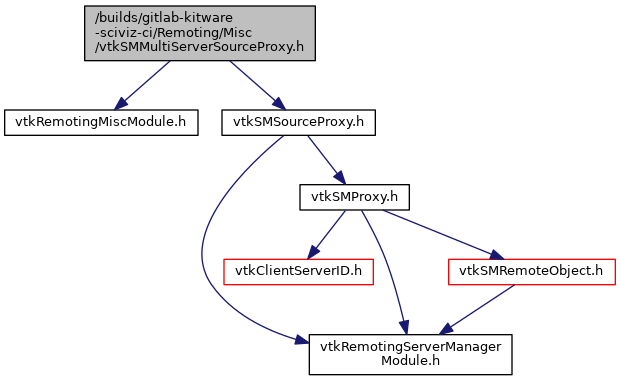 /builds/gitlab-kitware
-sciviz-ci/Remoting/Misc
/vtkSMMultiServerSourceProxy.h
vtkRemotingMiscModule.h
vtkSMSourceProxy.h
vtkSMProxy.h
vtkClientServerID.h
vtkSMRemoteObject.h
vtkRemotingServerManager
Module.h